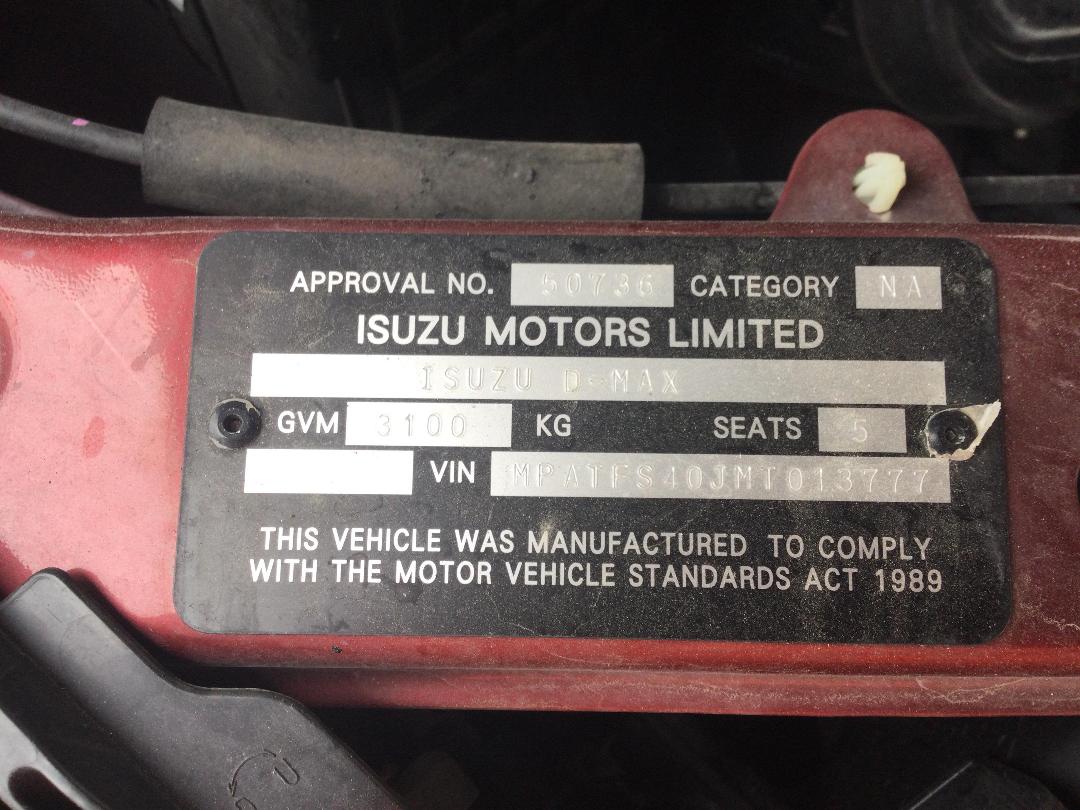 APPROVAL NO. 50736 CATEGORY NA
ISUZU MOTORS LIMITED
ISUZU D-MAX
GVM 3100 KG SEATS 5
VIN MPATFS40JMT013777
THIS VEHICLE WAS MANUFACTURED TO COMPLY
WITH THE MOTOR VEHICLE STANDARDS ACT 1989